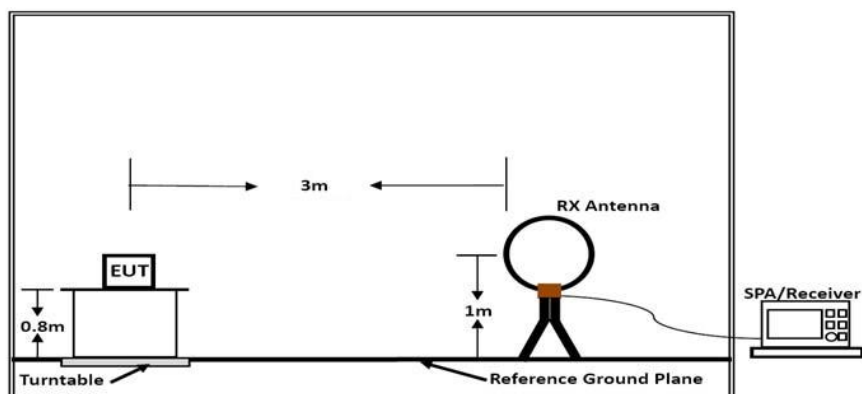 3m
RX Antenna
EUT
0.8m
1m
SPA/Receiver
Turntable
Reference Ground Plane